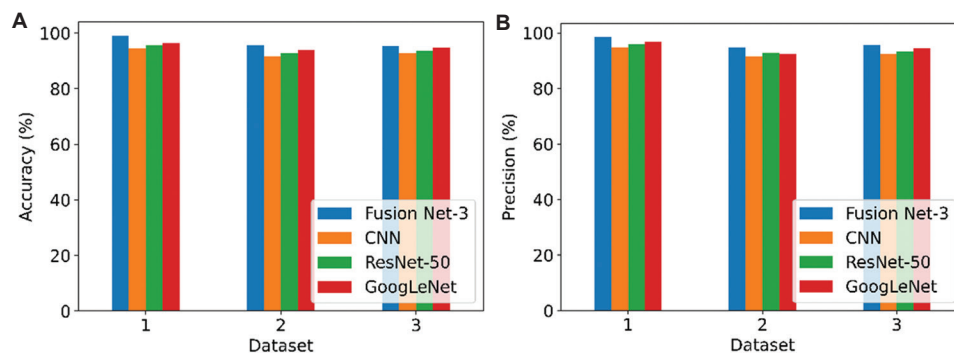 A
Accuracy (%)
100
80
60
40
20
0
Fusion Net-3
CNN
ResNet-50
GoogLeNet
1 2 3
Dataset
B
Precision (%)
100
80
60
40
20
0
Fusion Net-3
CNN
ResNet-50
GoogLeNet
1 2 3
Dataset